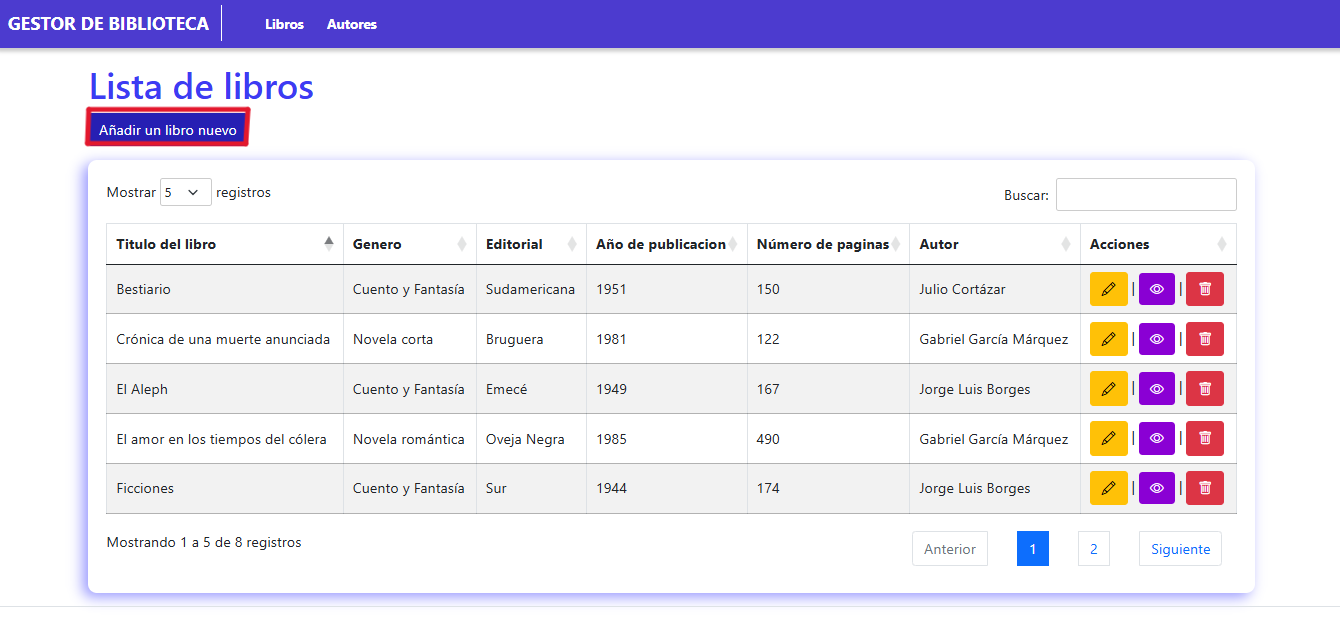 GESTOR DE BIBLIOTECA Libros Autores
Lista de libros
Añadir un libro nuevo
Mostrar 5 registros Buscar:
Titulo del libro Genero Editorial Año de publicacion Número de paginas Autor Acciones
Bestiario Cuento y Fantasía Sudamericana 1951 150 Julio Cortázar | |
Crónica de una muerte anunciada Novela corta Bruguera 1981 122 Gabriel García Márquez | |
El Aleph Cuento y Fantasía Emecé 1949 167 Jorge Luis Borges | |
El amor en los tiempos del cólera Novela romántica Oveja Negra 1985 490 Gabriel García Márquez | |
Ficciones Cuento y Fantasía Sur 1944 174 Jorge Luis Borges | |
Mostrando 1 a 5 de 8 registros Anterior 1 2 Siguiente